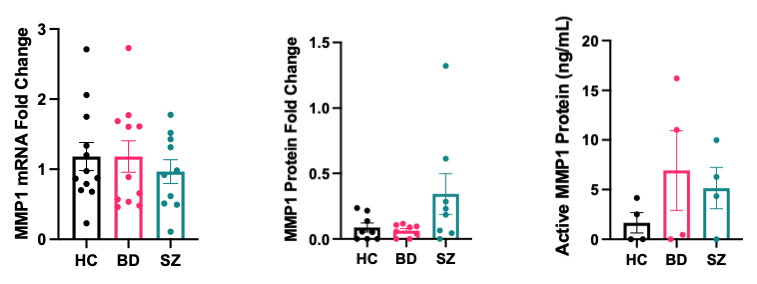 MMP1 mRNA Fold Change
3
2
1
0
HC BD SZ
MMP1 Protein Fold Change
1.5
1.0
0.5
0.0
HC BD SZ
Active MMP1 Protein (ng/mL)
20
15
10
5
0
HC BD SZ